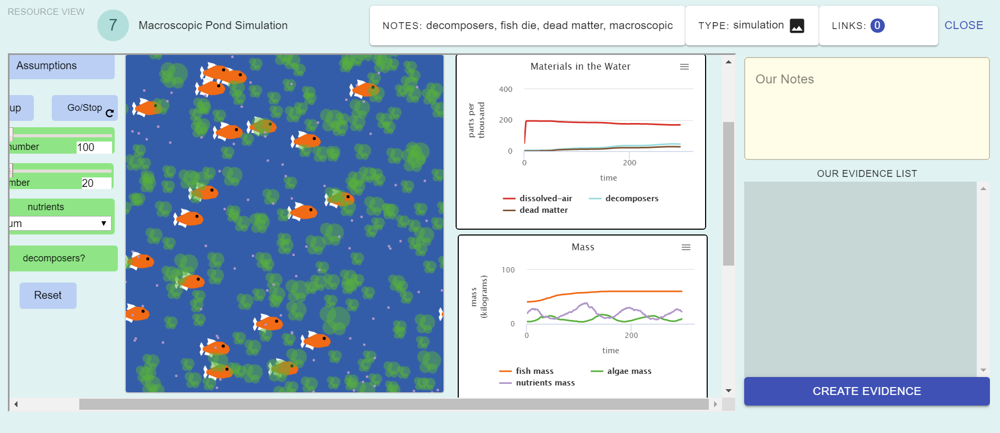 RESOURCE VIEW
7
Macroscopic Pond Simulation
NOTES: decomposers, fish die, dead matter, macroscopic
TYPE: simulation
LINKS: 0
CLOSE
Assumptions
up
Go/Stop
number 100
mber 20
nutrients
um
decomposers?
Reset
Materials in the Water
parts per
thousand
400
200
0
0 200
time
dissolved-air decomposers
dead matter
Mass
mass
(kilograms)
100
0
0 200
time
fish mass algae mass
nutrients mass
Our Notes
OUR EVIDENCE LIST
CREATE EVIDENCE